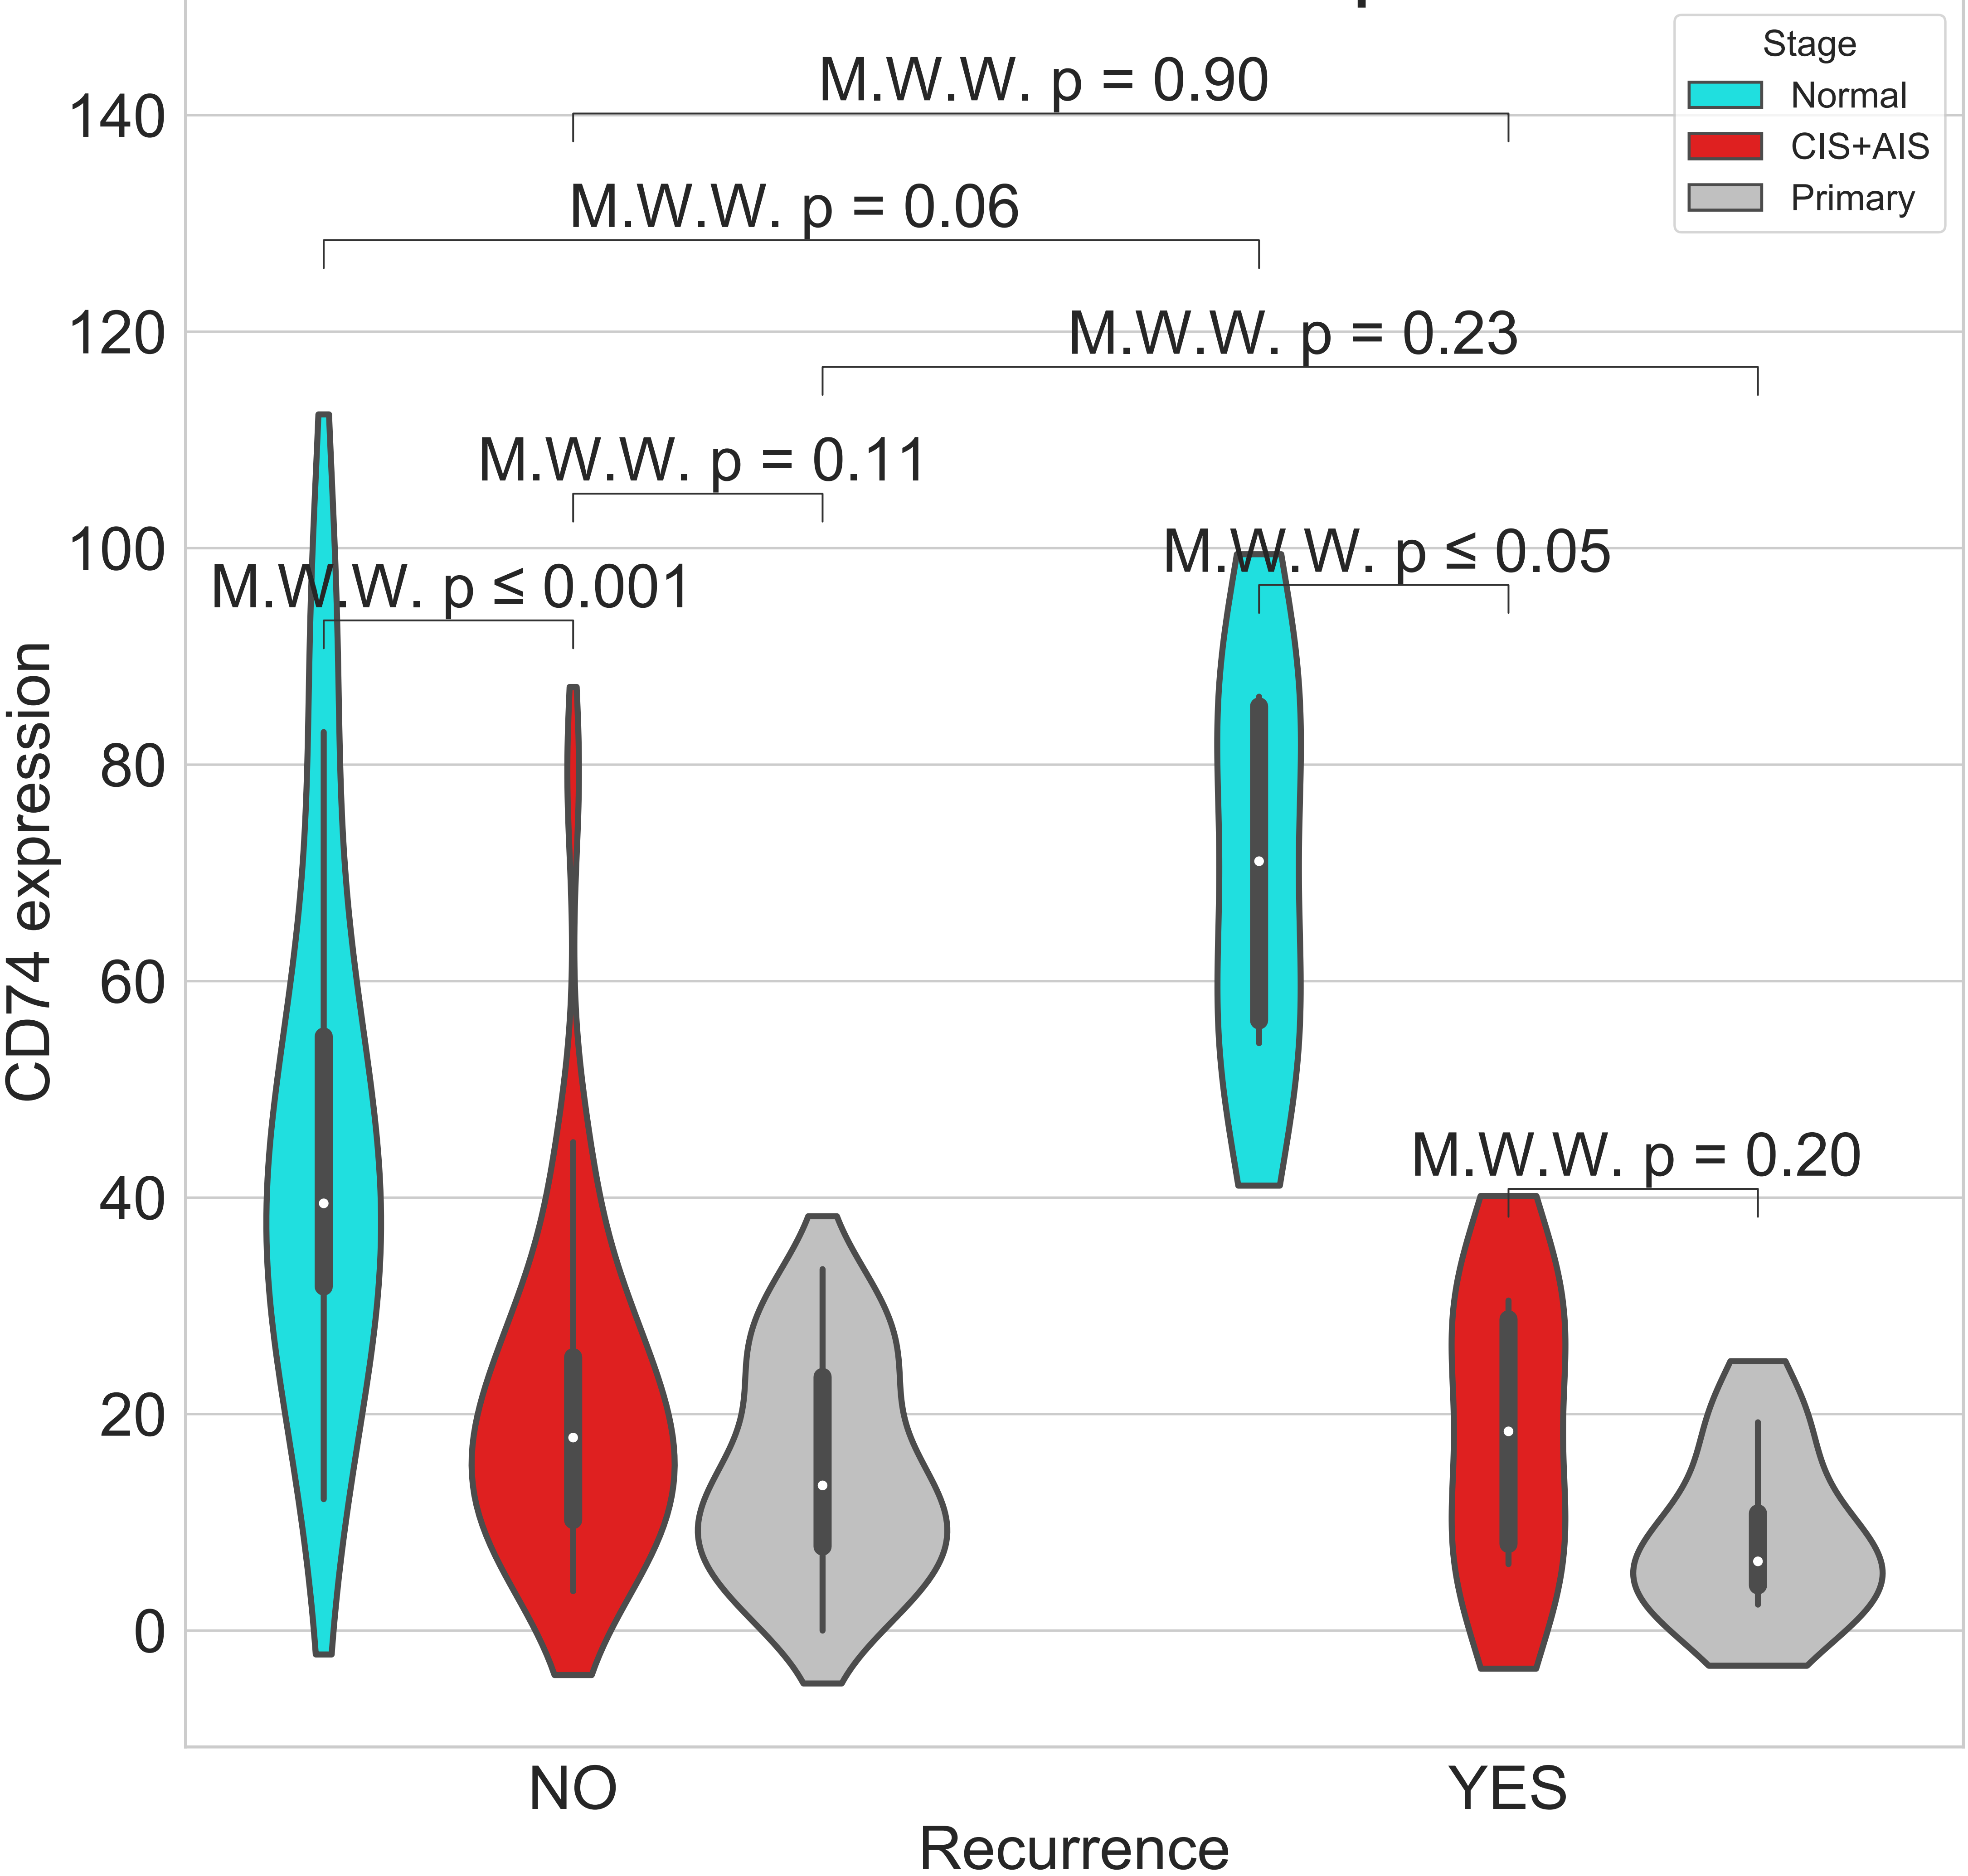 Stage
Normal
CIS+AIS
Primary
M.W.W. p = 0.90
M.W.W. p = 0.06
M.W.W. p = 0.23
M.W.W. p = 0.11
M.W.W. p ≤ 0.05
M.W.W. p ≤ 0.001
M.W.W. p = 0.20
140
120
100
80
60
40
20
0
CD74 expression
NO
YES
Recurrence